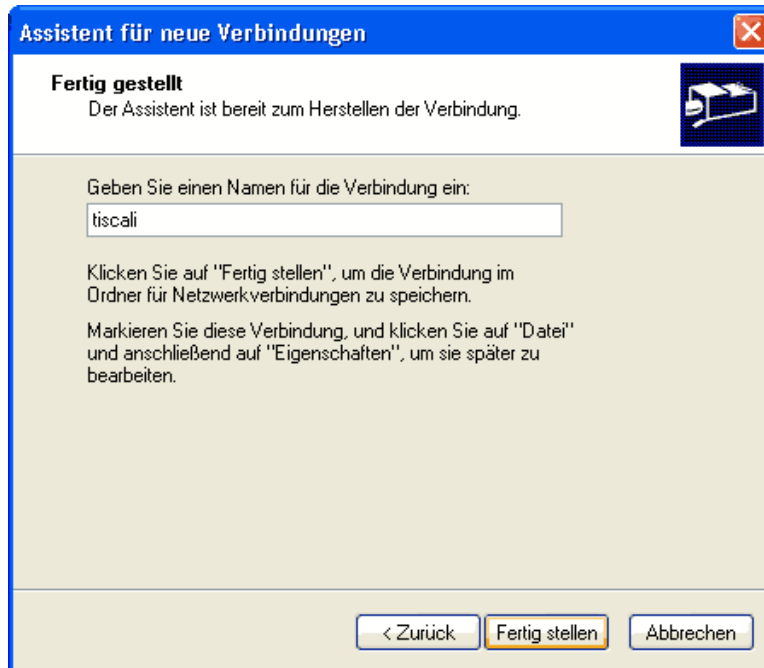 Assistent für neue Verbindungen
Fertig gestellt
Der Assistent ist bereit zum Herstellen der Verbindung.
Geben Sie einen Namen für die Verbindung ein:
tiscali
Klicken Sie auf "Fertig stellen", um die Verbindung im
Ordner für Netzwerkverbindungen zu speichern.
Markieren Sie diese Verbindung, und klicken Sie auf "Datei"
und anschließend auf "Eigenschaften", um sie später zu
bearbeiten.
< Zurück Fertig stellen Abbrechen